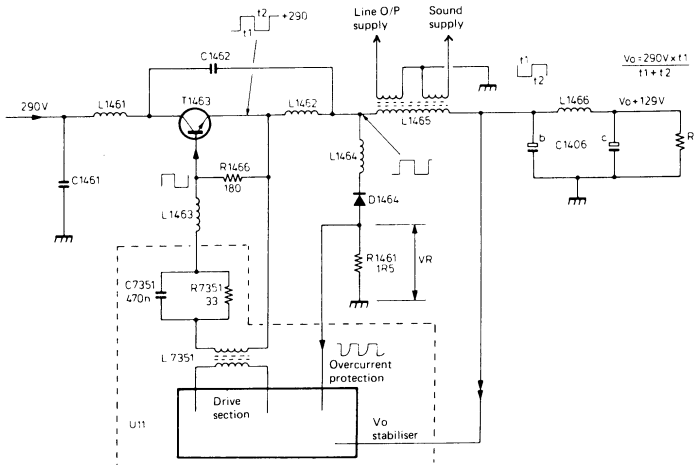 Line O/P
supply
Sound
supply
t2
+290
t1
C1462
t1
t2
Vo=290V x t1
t1 + t2
290V
L1461
T1463
L1462
L1465
L1466
Vo+129V
b
c
C1406
R
C1461
R1466
180
L1464
D1464
L1463
R1461
1R5
VR
C7351
470n
R7351
33
L7351
Overcurrent
protection
U11
Drive
section
Vo
stabiliser